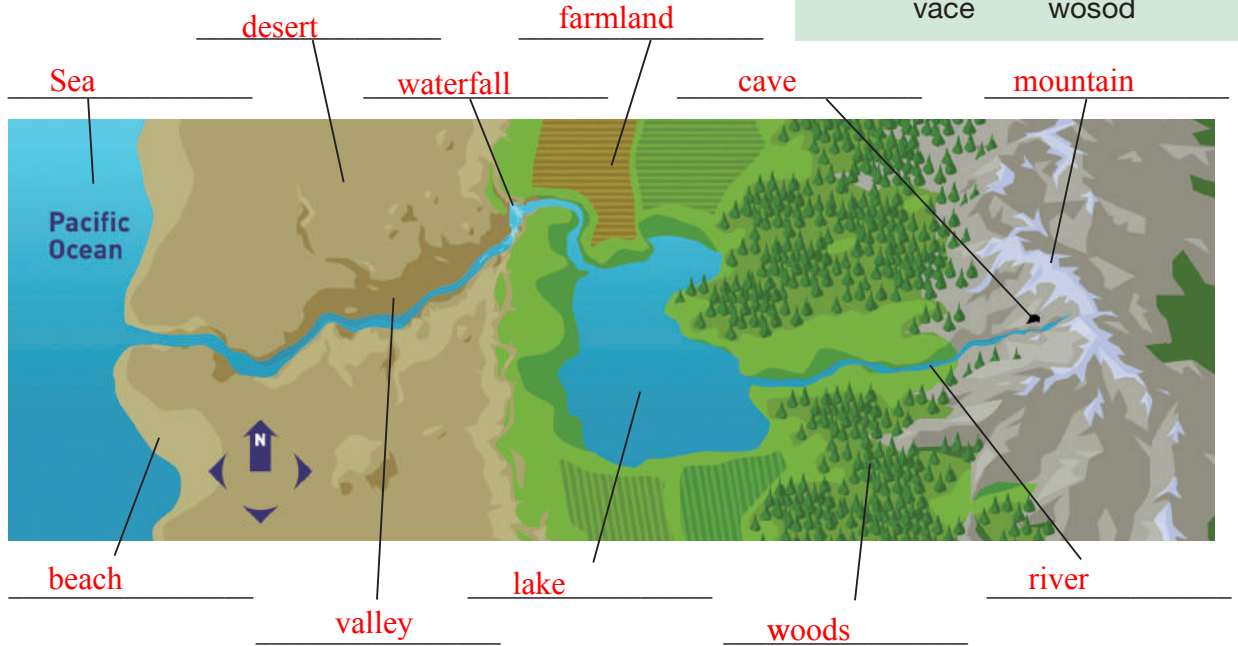 vace wosod
desert farmland
Sea waterfall cave mountain
Pacific
Ocean
N
beach lake river
valley woods